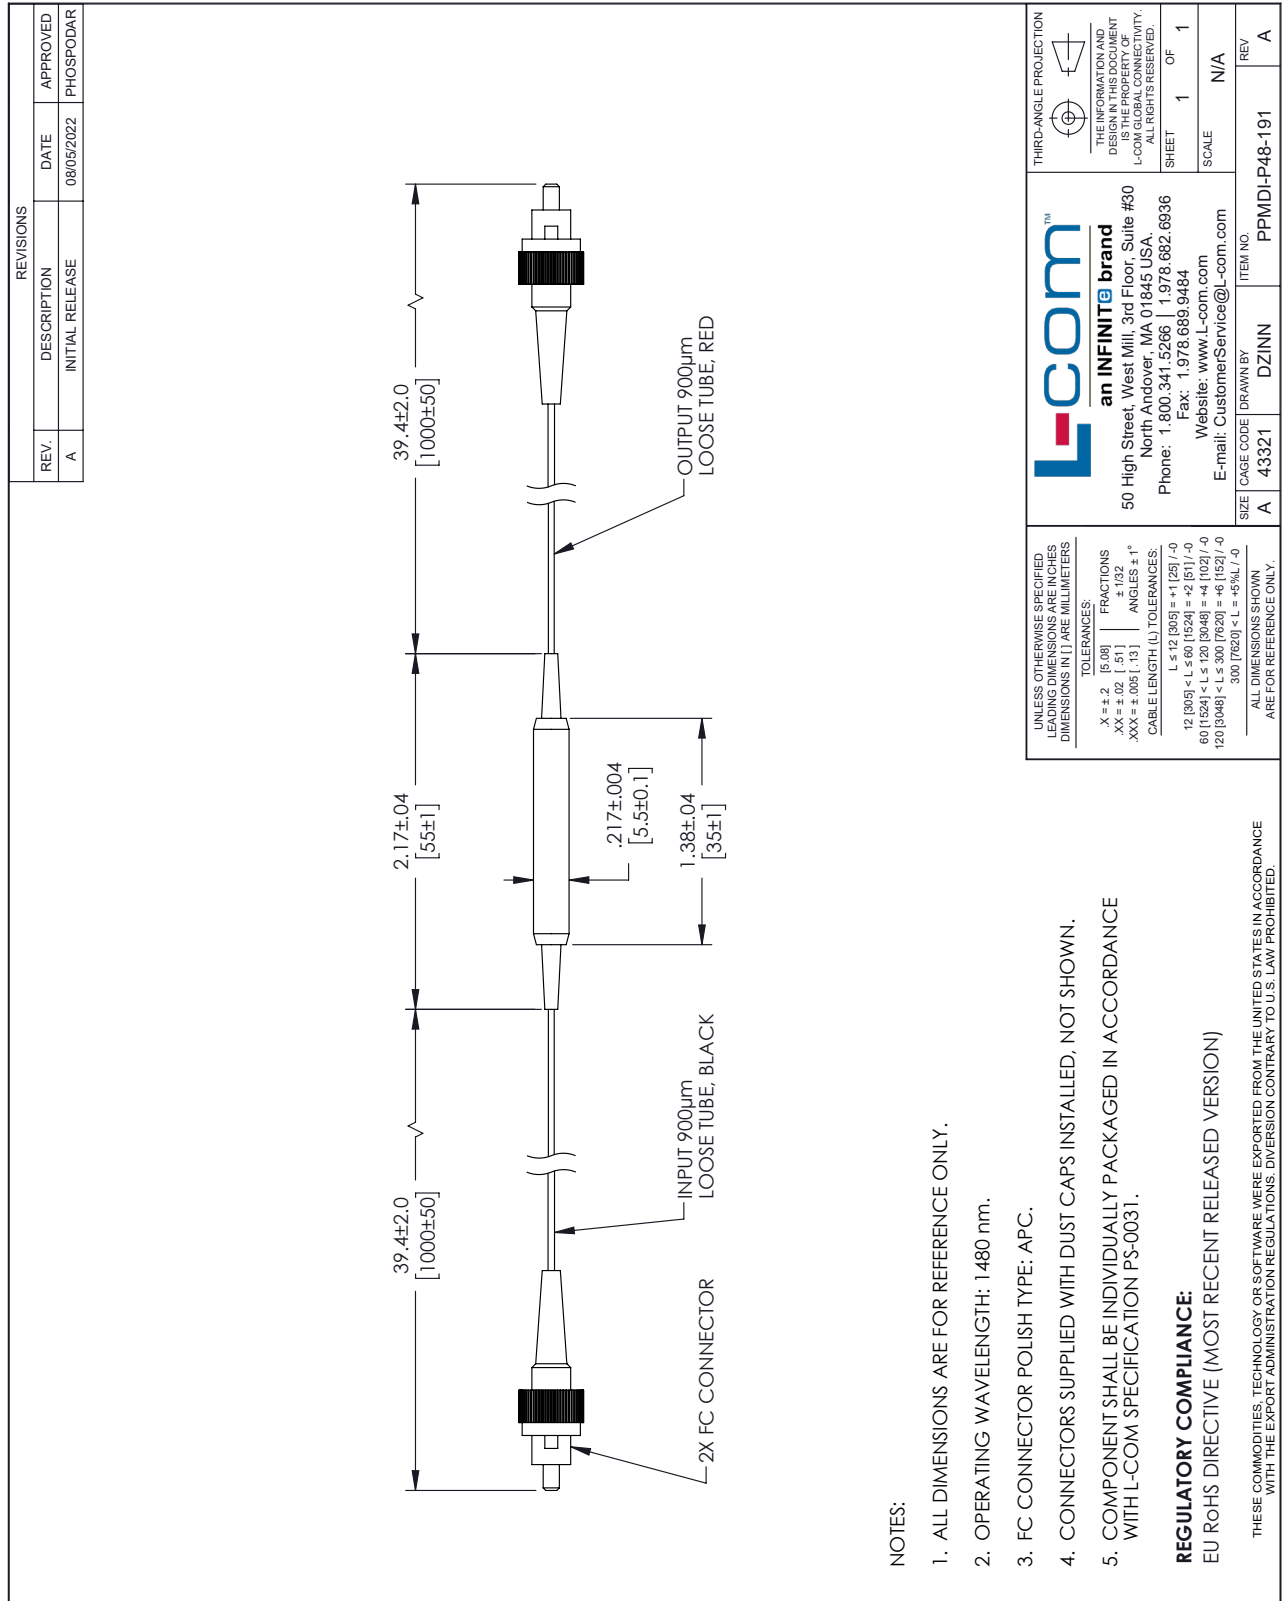 REVISIONS
REV. DESCRIPTION DATE APPROVED
A INITIAL RELEASE 08/05/2022 PHOSPODAR
39.4±2.0
[1000±50]
2.17±.04
[55±1]
39.4±2.0
[1000±50]
.217±.004
[5.5±0.1]
1.38±.04
[35±1]
2X FC CONNECTOR
INPUT 900µm
LOOSE TUBE, BLACK
OUTPUT 900µm
LOOSE TUBE, RED
NOTES:
1. ALL DIMENSIONS ARE FOR REFERENCE ONLY.
2. OPERATING WAVELENGTH: 1480 nm.
3. FC CONNECTOR POLISH TYPE: APC.
4. CONNECTORS SUPPLIED WITH DUST CAPS INSTALLED, NOT SHOWN.
5. COMPONENT SHALL BE INDIVIDUALLY PACKAGED IN ACCORDANCE
WITH L-COM SPECIFICATION PS-0031.
REGULATORY COMPLIANCE:
EU RoHS DIRECTIVE (MOST RECENT RELEASED VERSION)
THESE COMMODITIES, TECHNOLOGY OR SOFTWARE WERE EXPORTED FROM THE UNITED STATES IN ACCORDANCE
WITH THE EXPORT ADMINISTRATION REGULATIONS. DIVERSION CONTRARY TO U.S. LAW PROHIBITED.
UNLESS OTHERWISE SPECIFIED
LEADING DIMENSIONS ARE INCHES
DIMENSIONS IN [ ] ARE MILLIMETERS
TOLERANCES:
.X = ± .2 [5.08] FRACTIONS
.XX = ± .02 [ .51] ± 1/32
.XXX = ± .005 [ .13 ] ANGLES ± 1°
CABLE LENGTH (L) TOLERANCES:
L ≤ 12 [305] = +1 [25] / -0
12 [305] < L ≤ 60 [1524] = +2 [51] / -0
60 [1524] < L ≤ 120 [3048] = +4 [102] / -0
120 [3048] < L ≤ 300 [7620] = +6 [152] / -0
300 [7620] < L = +5%L / -0
ALL DIMENSIONS SHOWN
ARE FOR REFERENCE ONLY.
L-com™
an INFINITe brand
50 High Street, West Mill, 3rd Floor, Suite #30
North Andover, MA 01845 USA.
Phone: 1.800.341.5266 | 1.978.682.6936
Fax: 1.978.689.9484
Website: www.L-com.com
E-mail: CustomerService@L-com.com
THIRD-ANGLE PROJECTION
THE INFORMATION AND
DESIGN IN THIS DOCUMENT
IS THE PROPERTY OF
L-COM GLOBAL CONNECTIVITY.
ALL RIGHTS RESERVED.
SHEET 1 OF 1
SCALE N/A
SIZE CAGE CODE DRAWN BY ITEM NO. REV
A 43321 DZINN PPMDI-P48-191 A